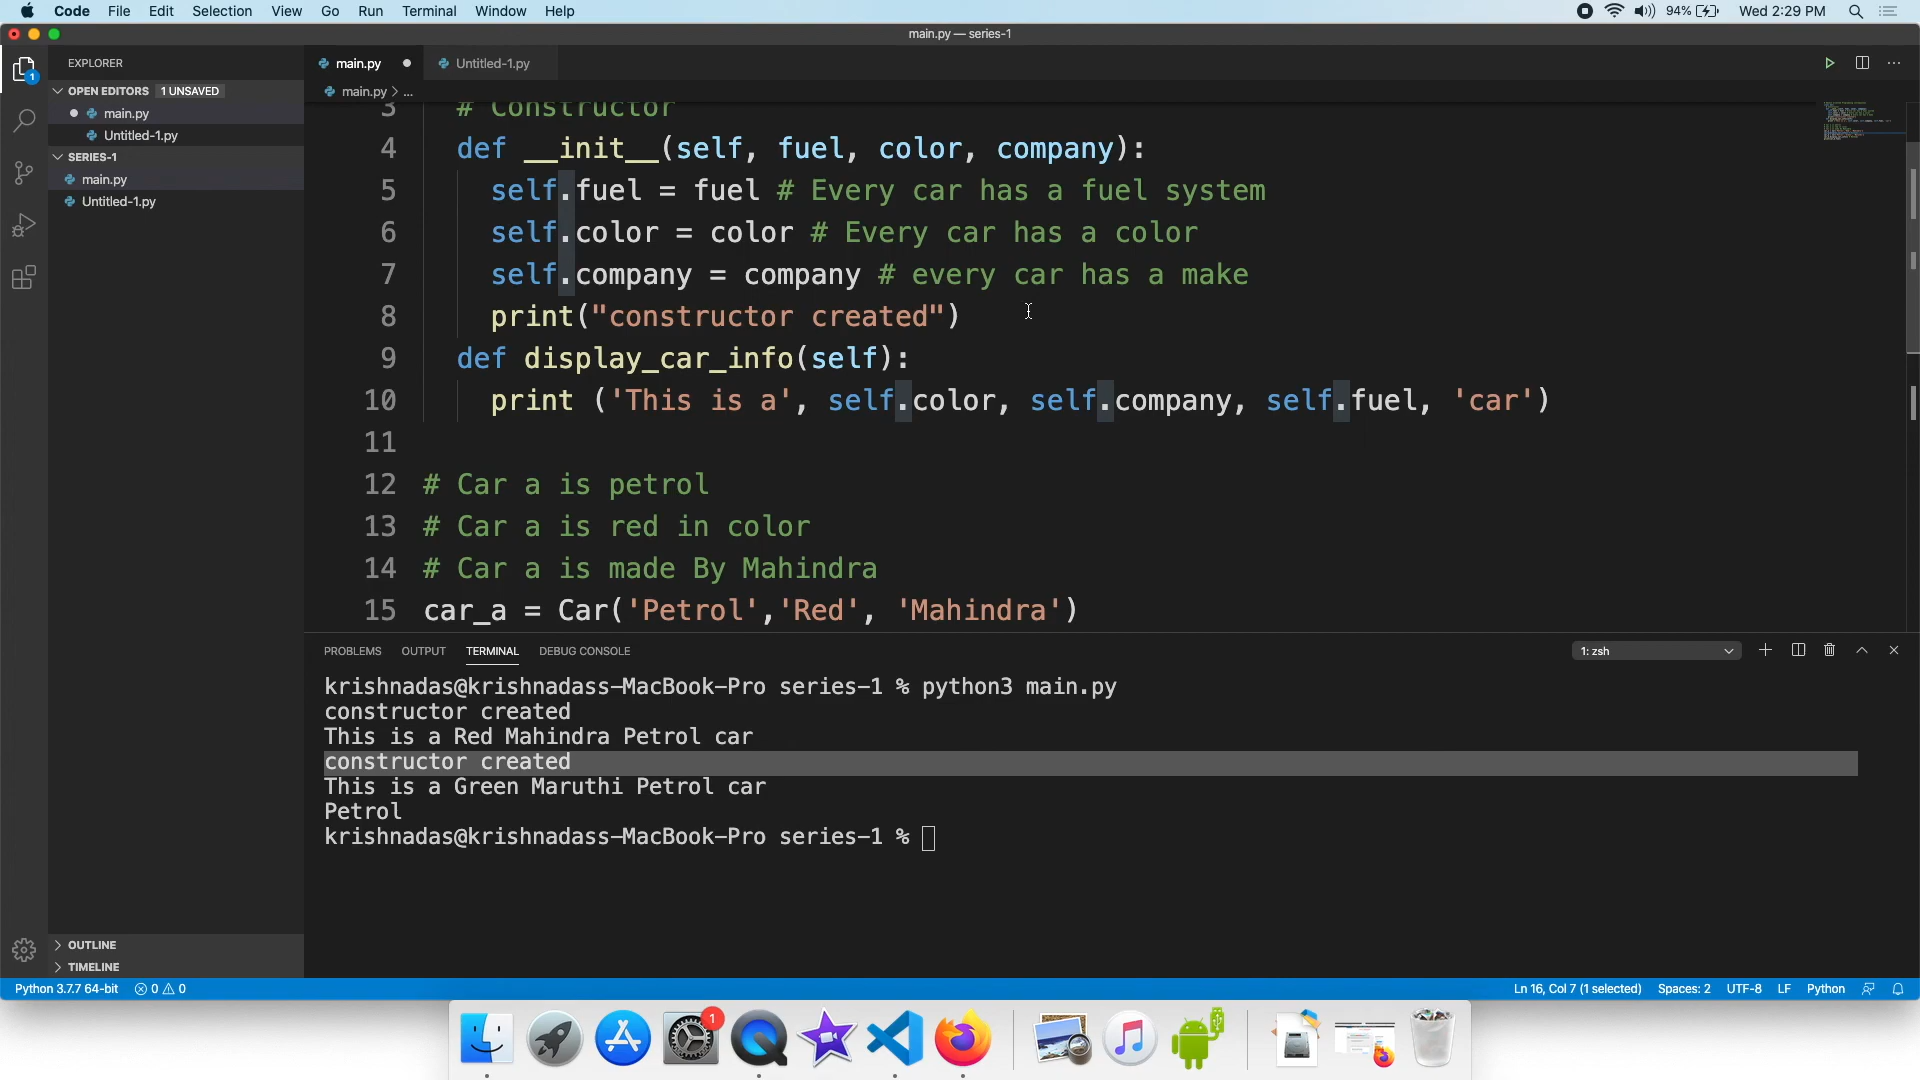 Code File Edit Selection View Go Run Terminal Window Help 94% Wed 2:29 PM
main.py — series-1
EXPLORER main.py Untitled-1.py
OPEN EDITORS 1 UNSAVED main.py > ...
main.py
Untitled-1.py
SERIES-1
main.py
Untitled-1.py
3 # Constructor
4 def __init__(self, fuel, color, company):
5 self.fuel = fuel # Every car has a fuel system
6 self.color = color # Every car has a color
7 self.company = company # every car has a make
8 print("constructor created")
9 def display_car_info(self):
10 print ('This is a', self.color, self.company, self.fuel, 'car')
11
12 # Car a is petrol
13 # Car a is red in color
14 # Car a is made By Mahindra
15 car_a = Car('Petrol','Red', 'Mahindra')
PROBLEMS OUTPUT TERMINAL DEBUG CONSOLE 1: zsh
krishnadas@krishnadass-MacBook-Pro series-1 % python3 main.py
constructor created
This is a Red Mahindra Petrol car
constructor created
This is a Green Maruthi Petrol car
Petrol
krishnadas@krishnadass-MacBook-Pro series-1 %
OUTLINE
TIMELINE
Python 3.7.7 64-bit 0 0 Ln 16, Col 7 (1 selected) Spaces: 2 UTF-8 LF Python
1
1